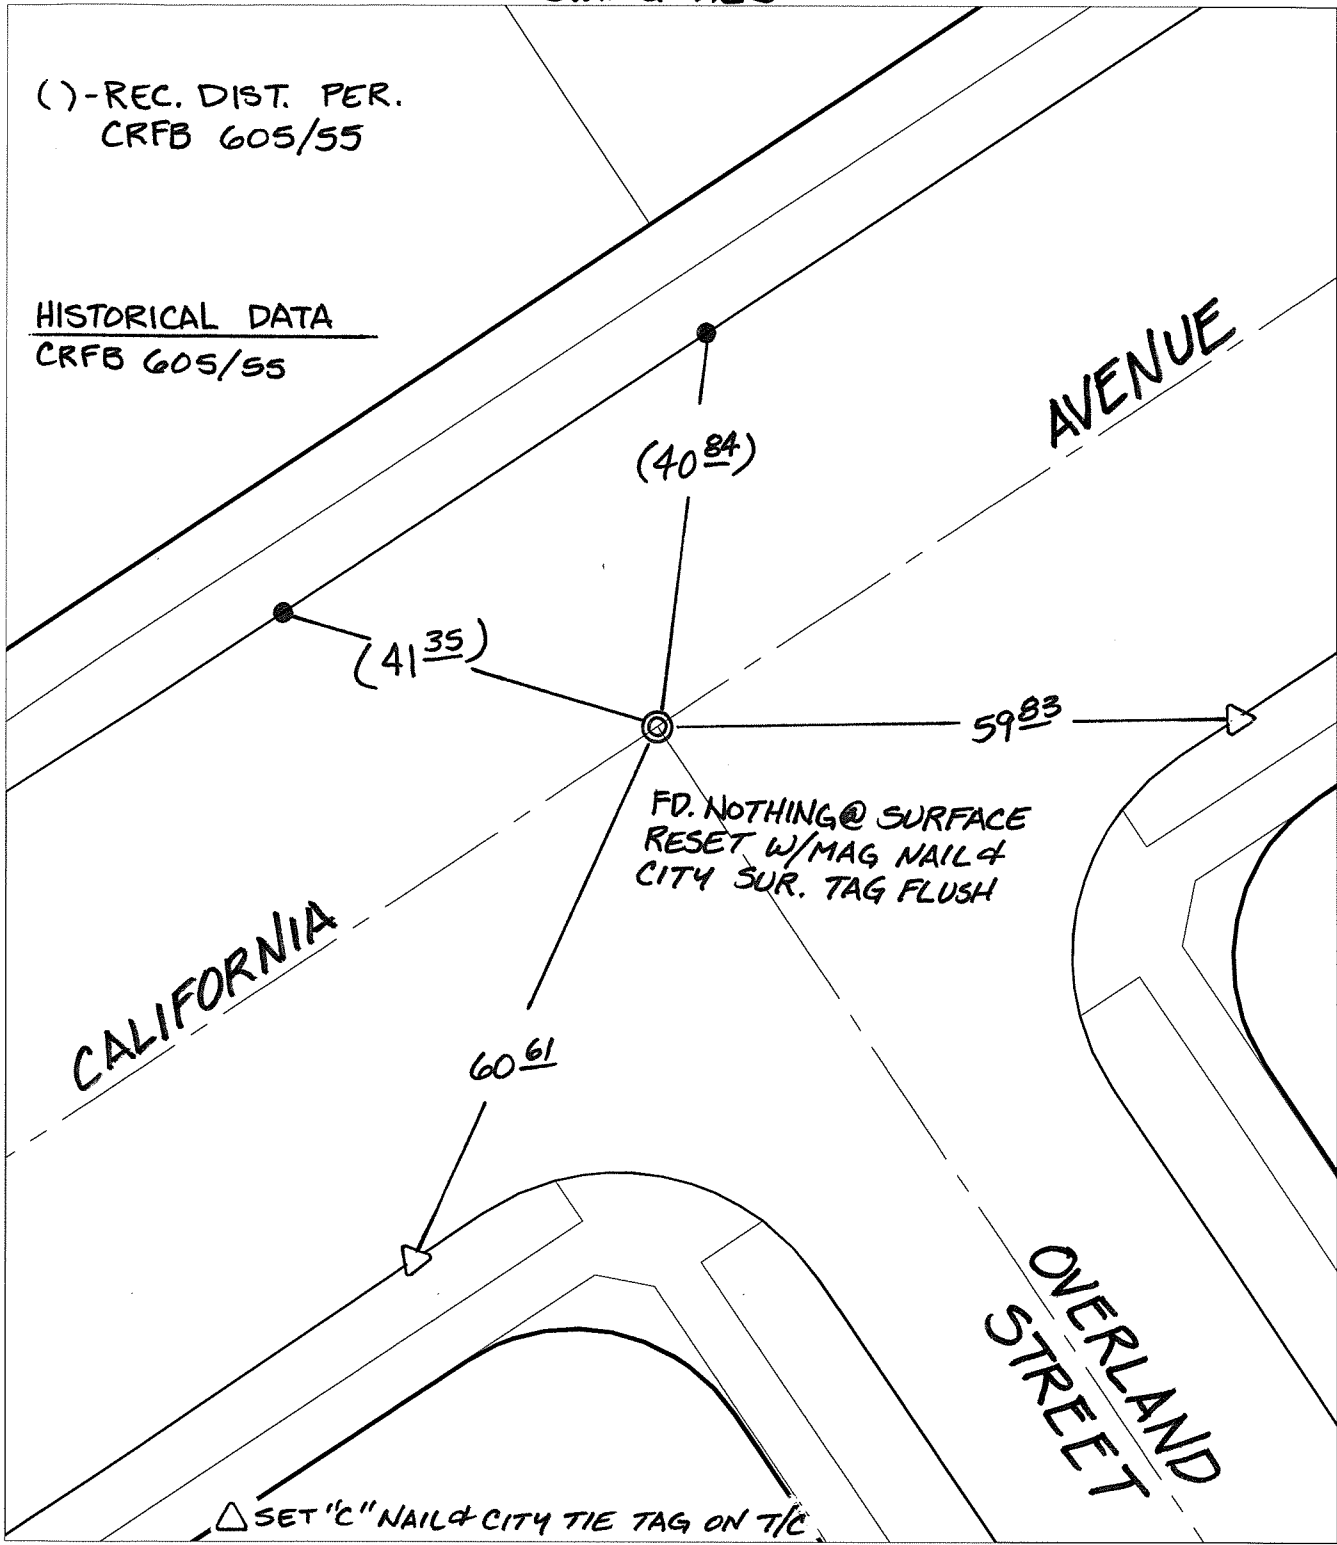 ( )-REC. DIST. PER.
CRFB 605/55
HISTORICAL DATA
CRFB 605/55
AVENUE
(40 84)
(41 35)
59 83
FD. NOTHING @ SURFACE
RESET W/MAG NAIL &
CITY SUR. TAG FLUSH
CALIFORNIA
60 61
OVERLAND
STREET
△ SET "C" NAIL & CITY TIE TAG ON T/C